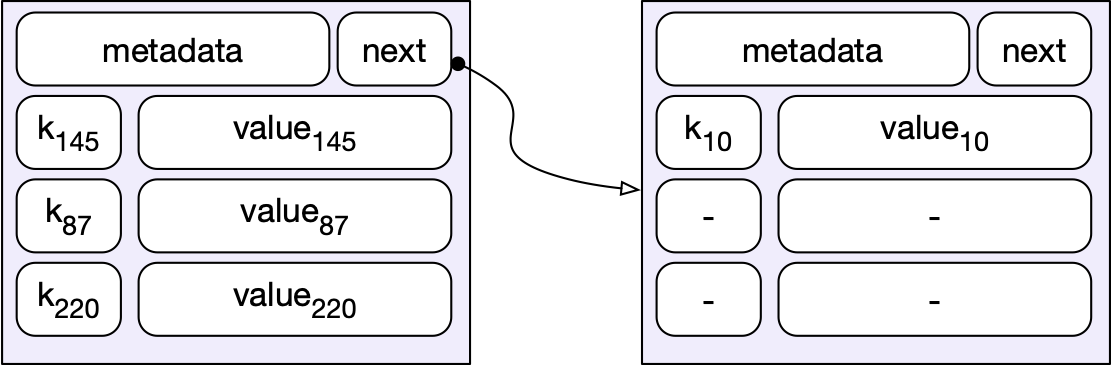 metadata next
k145 value145
k87 value87
k220 value220
metadata next
k10 value10
- -
- -